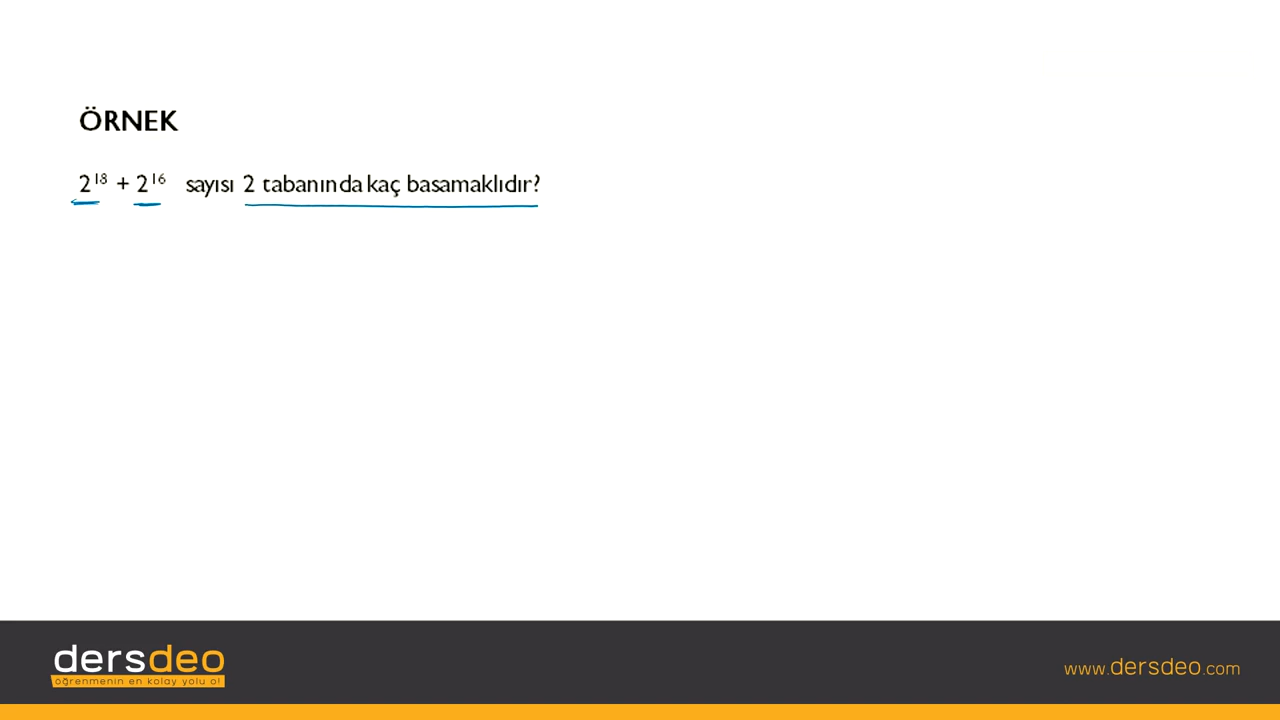 ÖRNEK
2¹⁸ + 2¹⁶ sayısı 2 tabanında kaç basamaklıdır?
dersdeo
öğrenmenin en kolay yolu o!
www.dersdeo.com